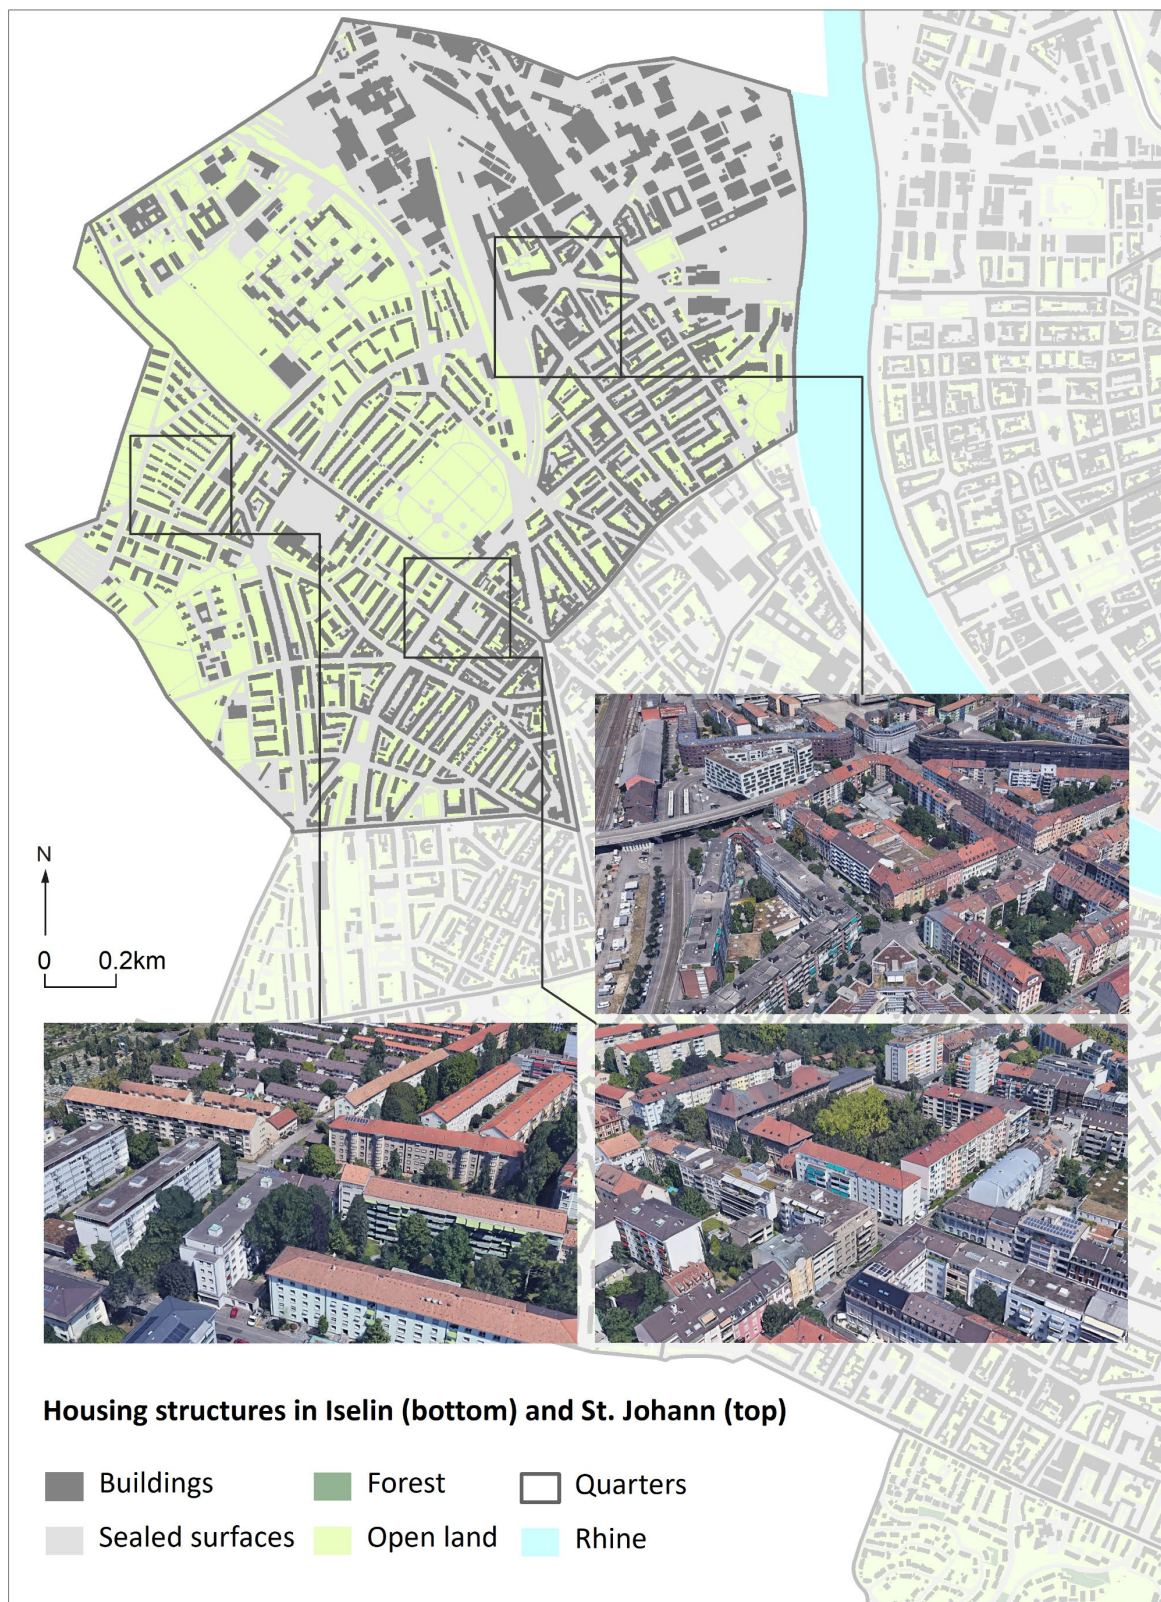 N
0 0.2km
Housing structures in Iselin (bottom) and St. Johann (top)
Buildings Forest Quarters
Sealed surfaces Open land Rhine